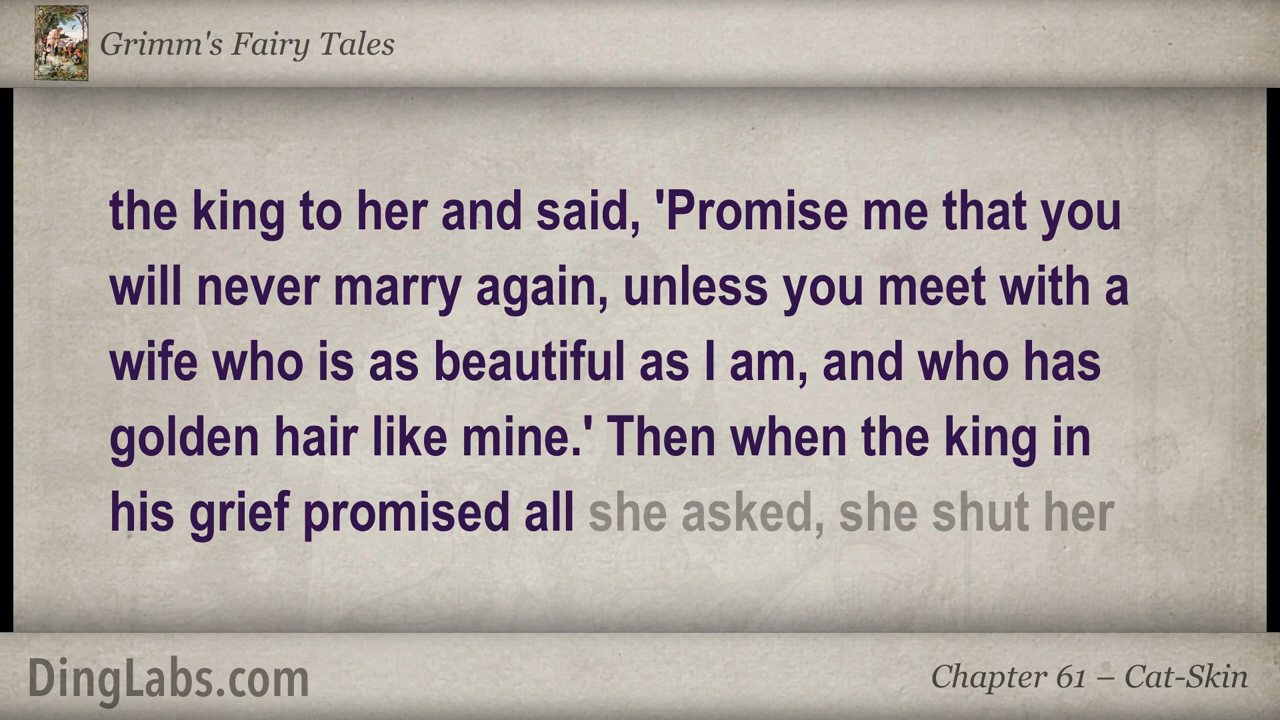 Grimm's Fairy Tales
the king to her and said, 'Promise me that you
will never marry again, unless you meet with a
wife who is as beautiful as I am, and who has
golden hair like mine.' Then when the king in
his grief promised all she asked, she shut her
DingLabs.com
Chapter 61 – Cat-Skin